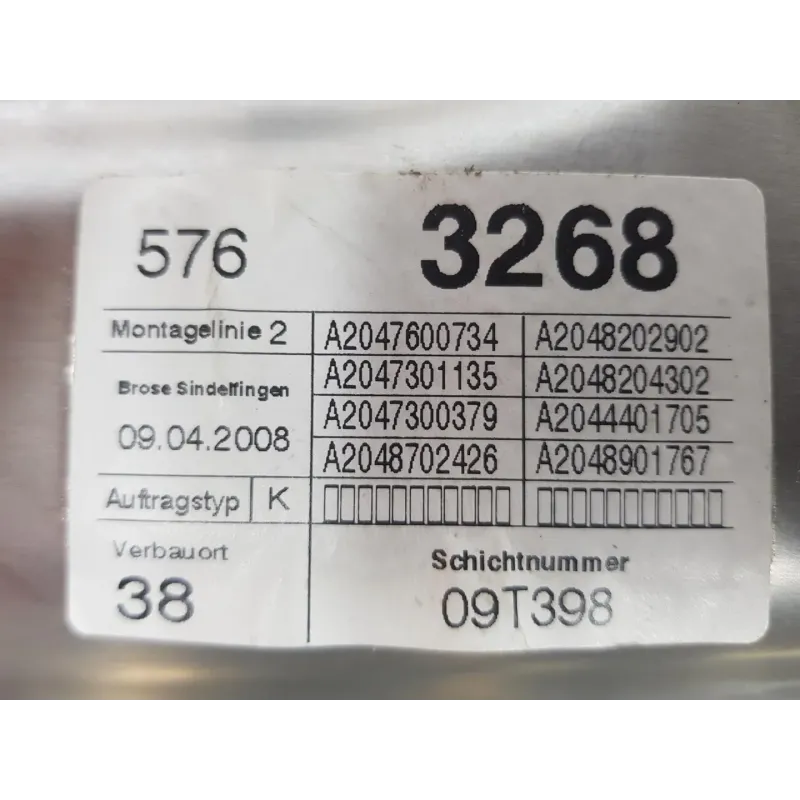 576 3268
Montagelinie 2 A2047600734 A2048202902
Brose Sindelfingen A2047301135 A2048204302
09.04.2008 A2047300379 A2044401705
A2048702426 A2048901767
Auftragstyp K
Verbauort Schichtnummer
38 09T398